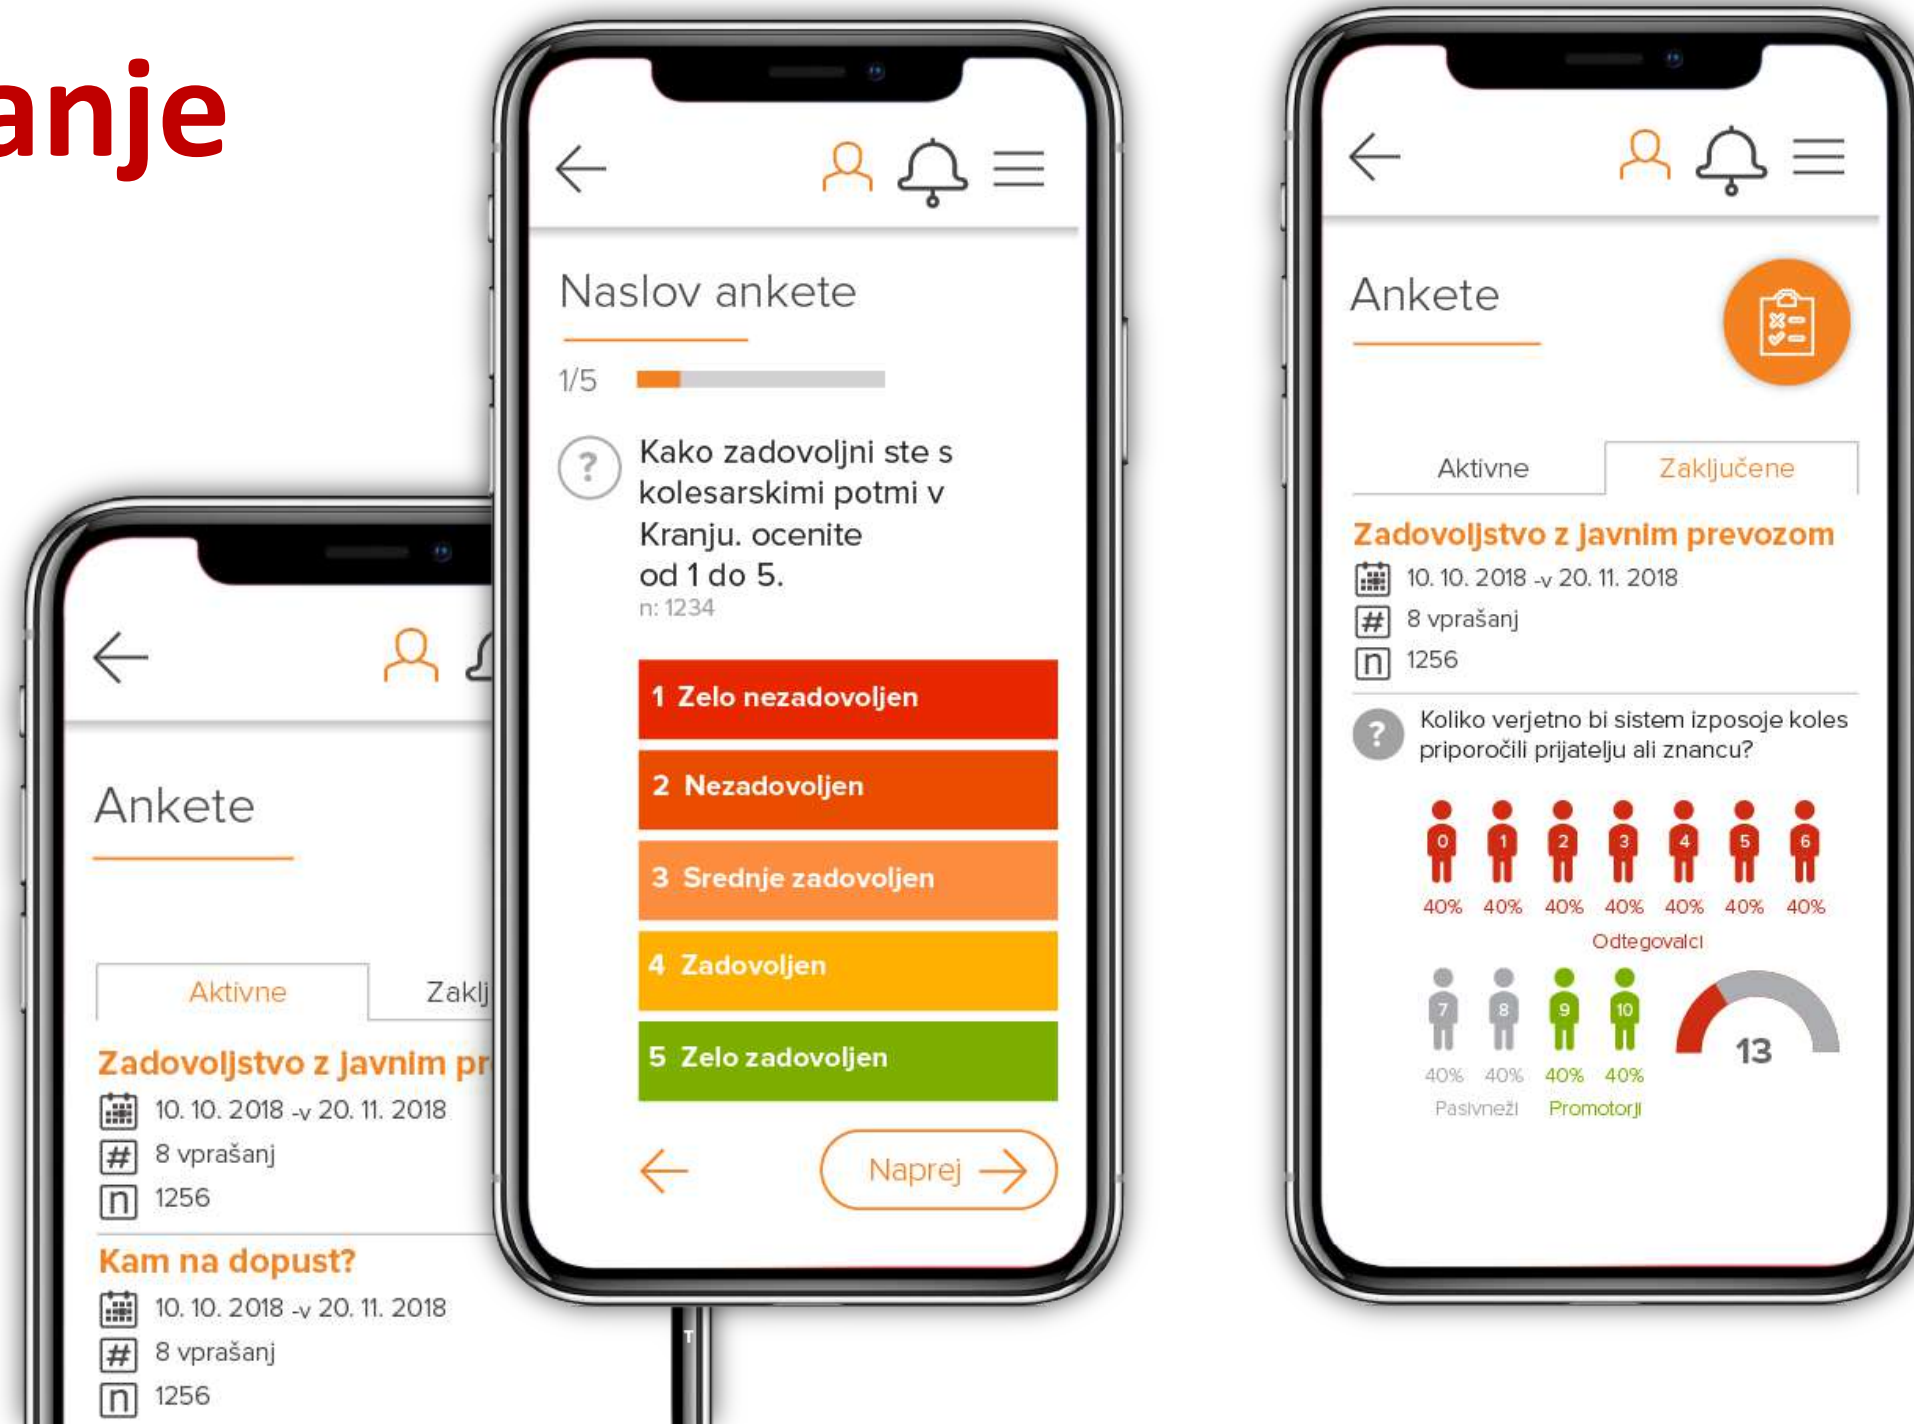 anje
Naslov ankete
1/5
?
Kako zadovoljni ste s
kolesarskimi potmi v
Kranju. ocenite
od 1 do 5.
n: 1234
1 Zelo nezadovoljen
2 Nezadovoljen
3 Srednje zadovoljen
4 Zadovoljen
5 Zelo zadovoljen
Naprej
Ankete
Aktivne Zaključene
Zadovoljstvo z javnim prevozom
10. 10. 2018 -v 20. 11. 2018
# 8 vprašanj
n 1256
?
Koliko verjetno bi sistem izposoje koles
priporočili prijatelju ali znancu?
0 1 2 3 4 5 6
40% 40% 40% 40% 40% 40% 40%
Odtegovalci
7 8 9 10
13
40% 40% 40% 40%
Pasivneži Promotorji
Ankete
Aktivne Zaklj
Zadovoljstvo z javnim pr
10. 10. 2018 -v 20. 11. 2018
# 8 vprašanj
n 1256
Kam na dopust?
10. 10. 2018 -v 20. 11. 2018
# 8 vprašanj
n 1256
T